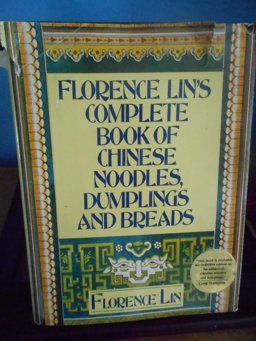 FLORENCE LIN'S
COMPLETE
BOOK OF
CHINESE
NOODLES,
DUMPLINGS
AND BREADS
FLORENCE LIN